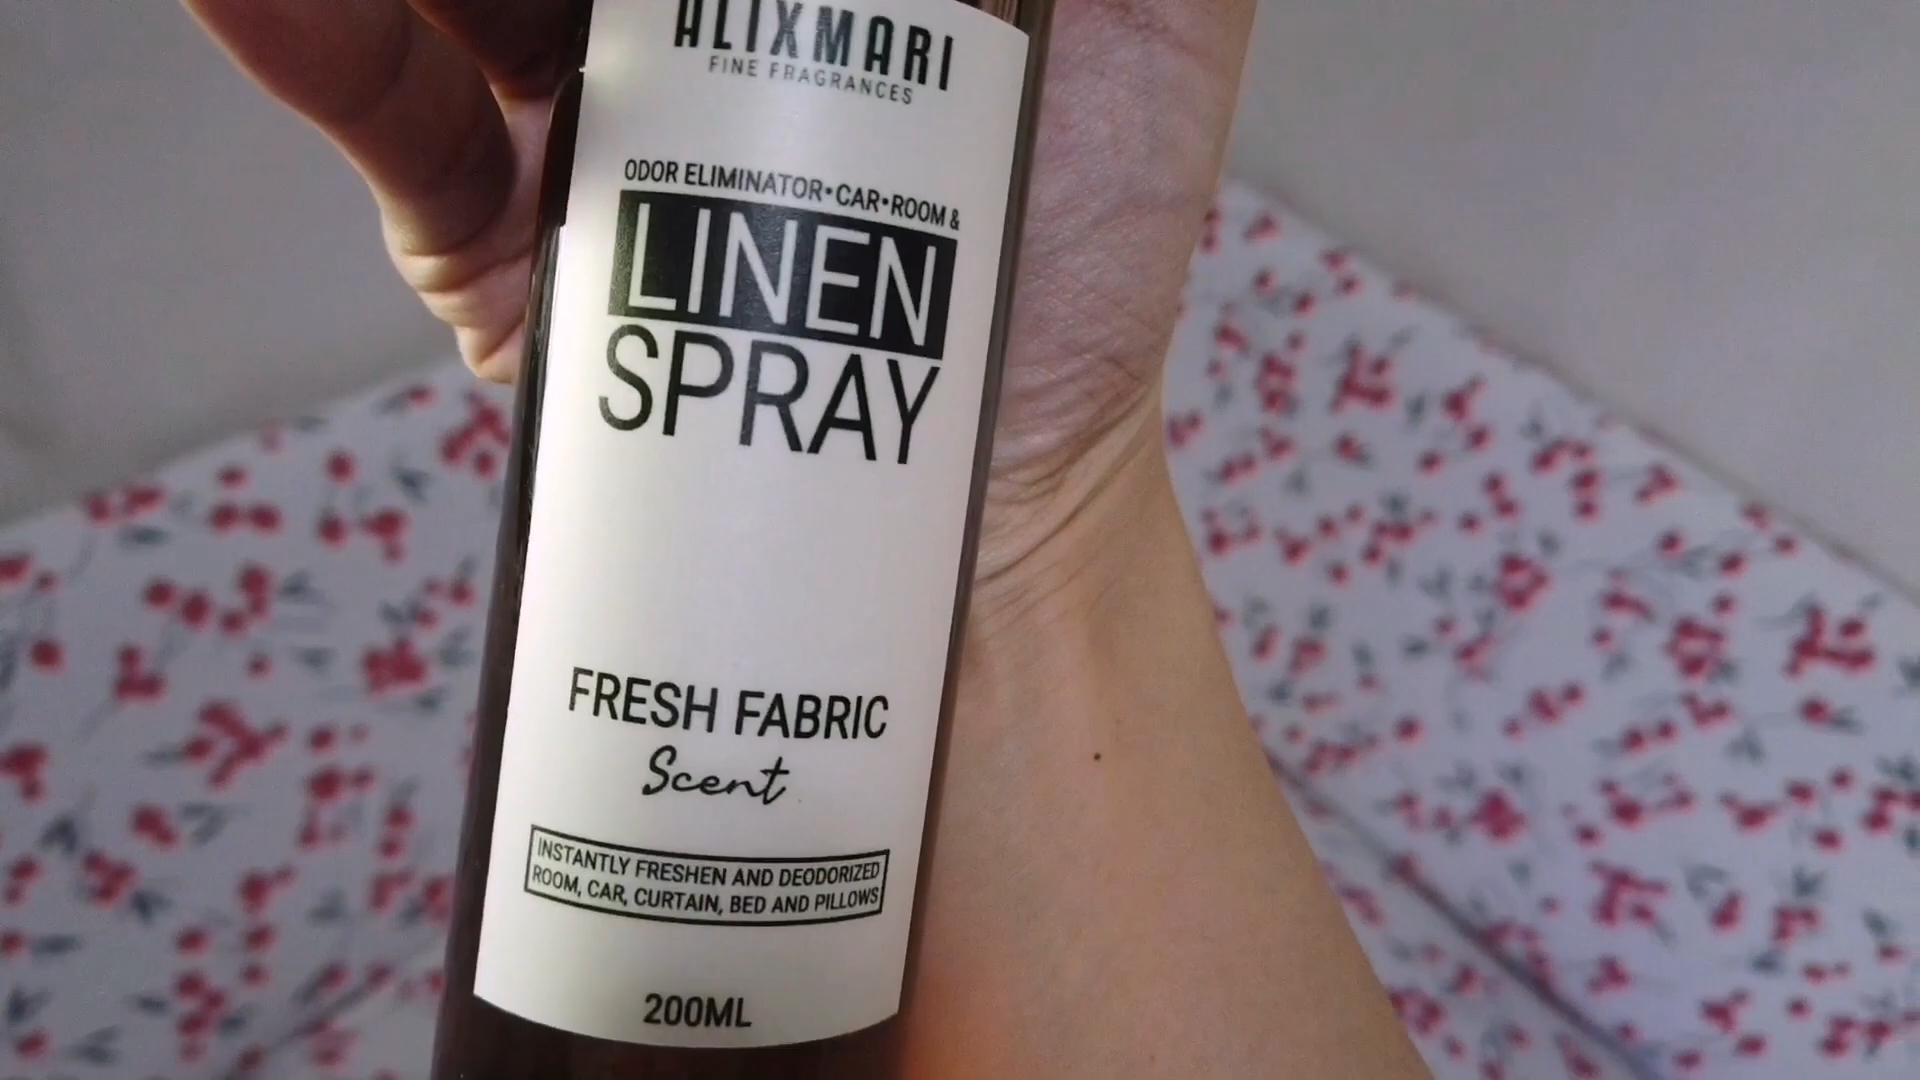 ALIXMARI
FINE FRAGRANCES
ODOR ELIMINATOR•CAR•ROOM &
LINEN
SPRAY
FRESH FABRIC
Scent
INSTANTLY FRESHEN AND DEODORIZED
ROOM, CAR, CURTAIN, BED AND PILLOWS
200ML